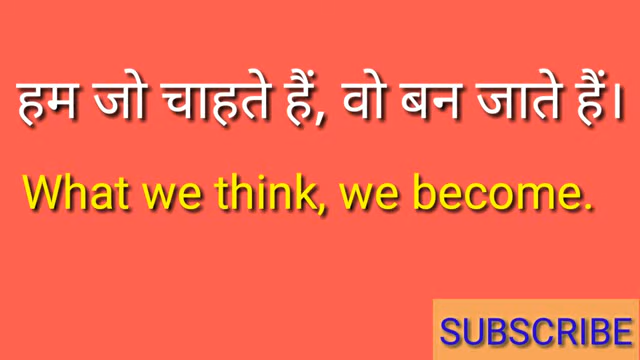 हम जो चाहते हैं, वो बन जाते हैं।
What we think, we become.
SUBSCRIBE